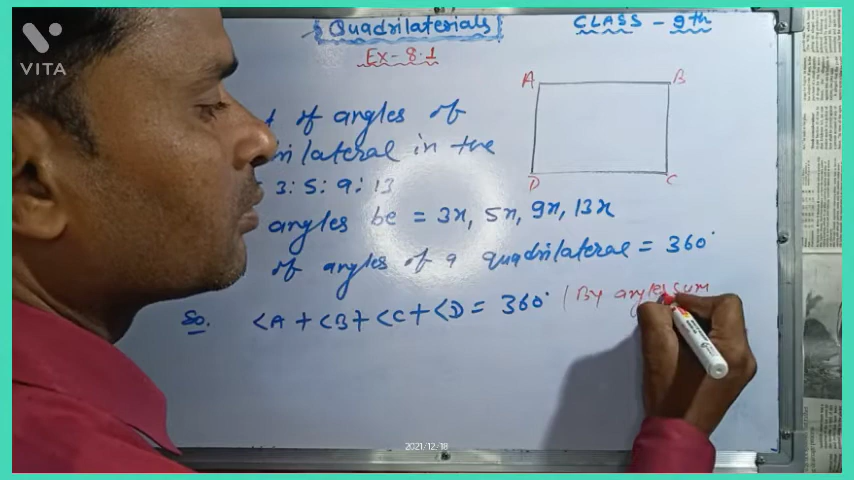 VITA
Quadrilaterials
CLASS - 9th
Ex-8.1
A B
of angles of
lateral in the
D C
3:5:9:13
angles be = 3x, 5x, 9x, 13x
of angles of a quadrilateral = 360°
So. <A + <B + <C + <D = 360° (By angles sum
2021/12/18